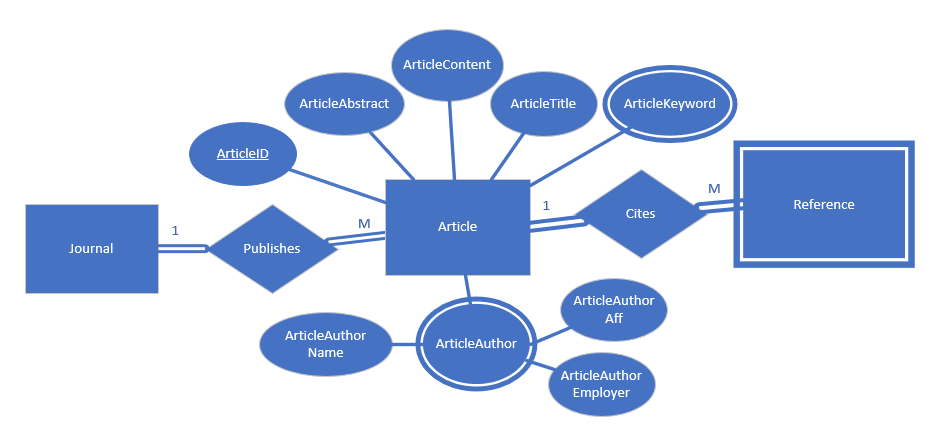 ArticleContent
ArticleAbstract
ArticleTitle
ArticleKeyword
ArticleID
Journal
1
Publishes
M
Article
1
Cites
M
Reference
ArticleAuthor
Name
ArticleAuthor
ArticleAuthor
Aff
ArticleAuthor
Employer